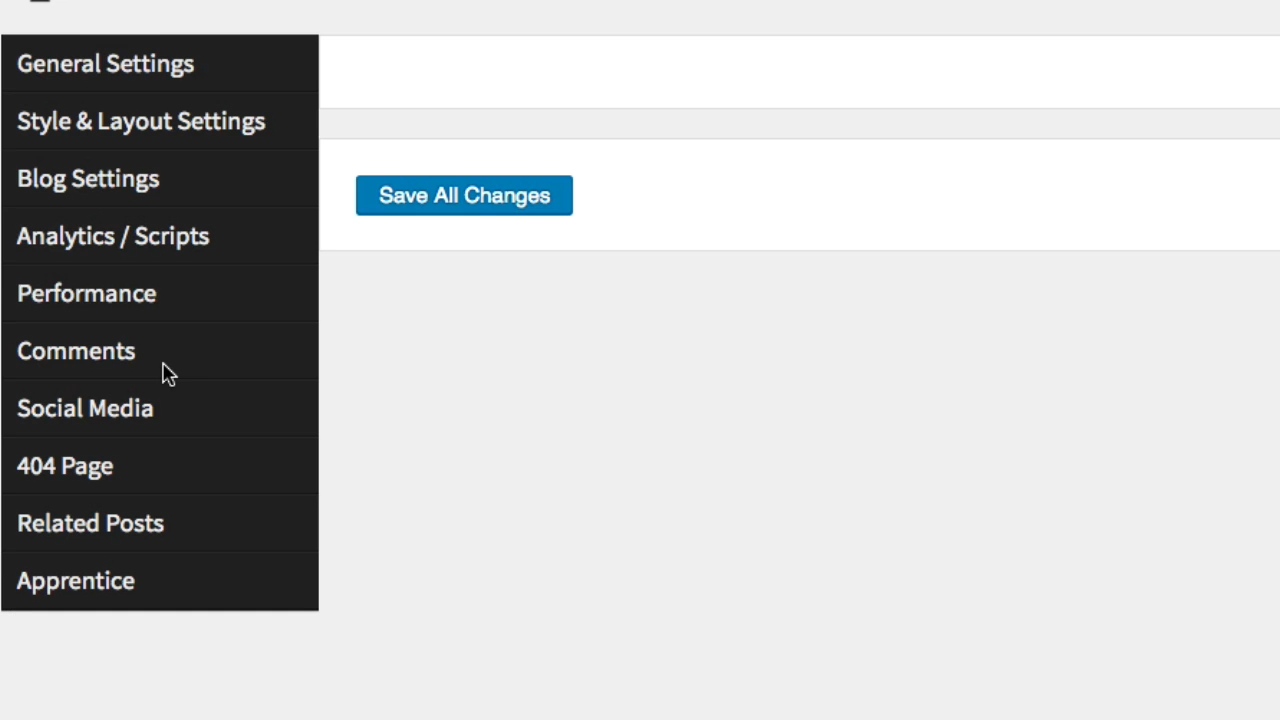 General Settings
Style & Layout Settings
Blog Settings
Save All Changes
Analytics / Scripts
Performance
Comments
Social Media
404 Page
Related Posts
Apprentice